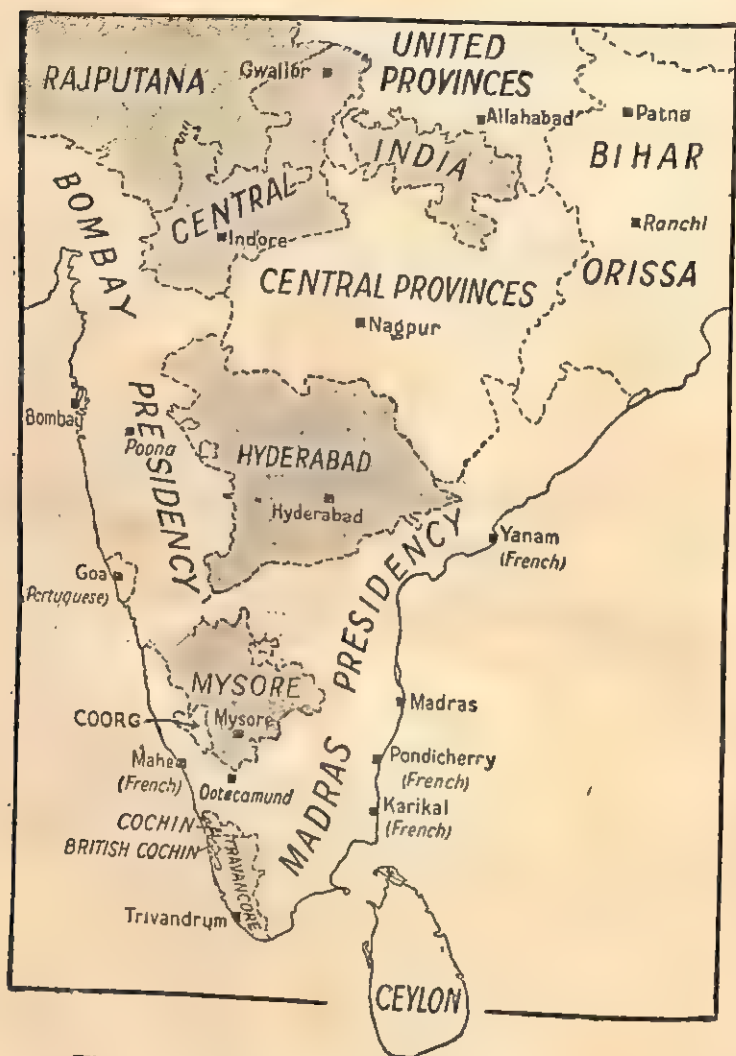 UNITED
PROVINCES
Gwalior
RAJPUTANA
Allahabad
Patna
INDIA
BIHAR
BOMBAY
CENTRAL
Indore
Ranchi
ORISSA
CENTRAL PROVINCES
Nagpur
PRESIDENCY
Bombay
Poona
HYDERABAD
Hyderabad
Yanam
(French)
Goa
(Portuguese)
MADRAS PRESIDENCY
MYSORE
Madras
COORG
Mysore
Mahe
(French)
Pondicherry
(French)
Ootacamund
Karikal
(French)
COCHIN
BRITISH COCHIN
TRAVANCORE
Trivandrum
CEYLON